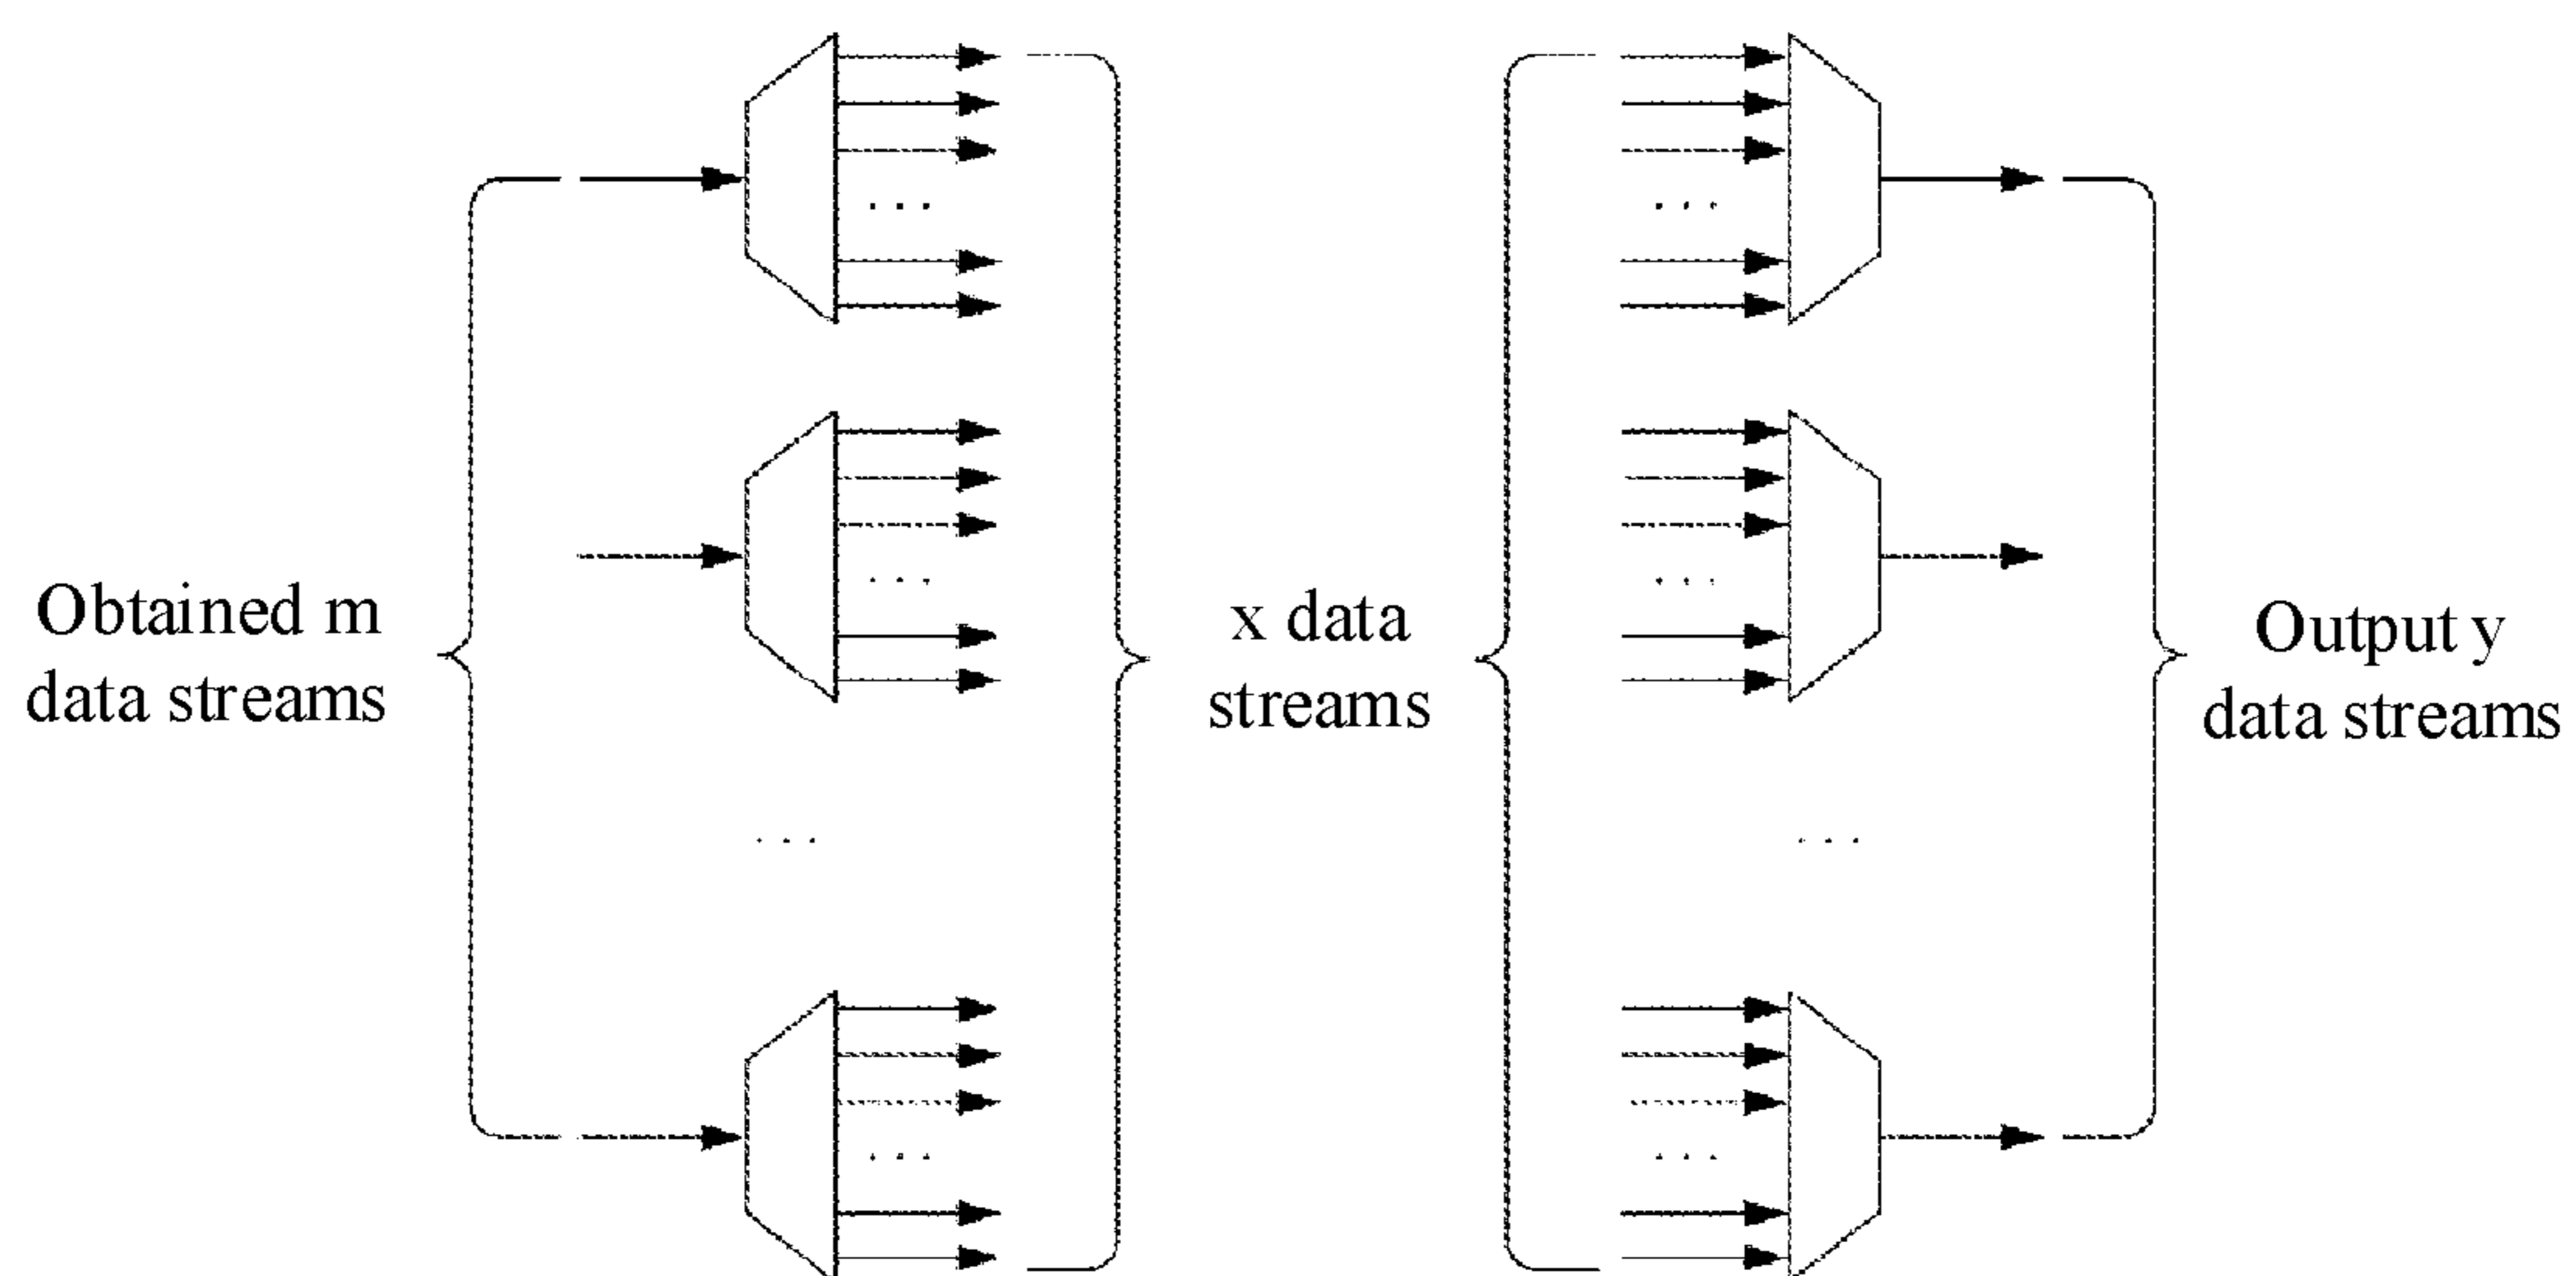 Obtained m
data streams
x data
streams
Output y
data streams